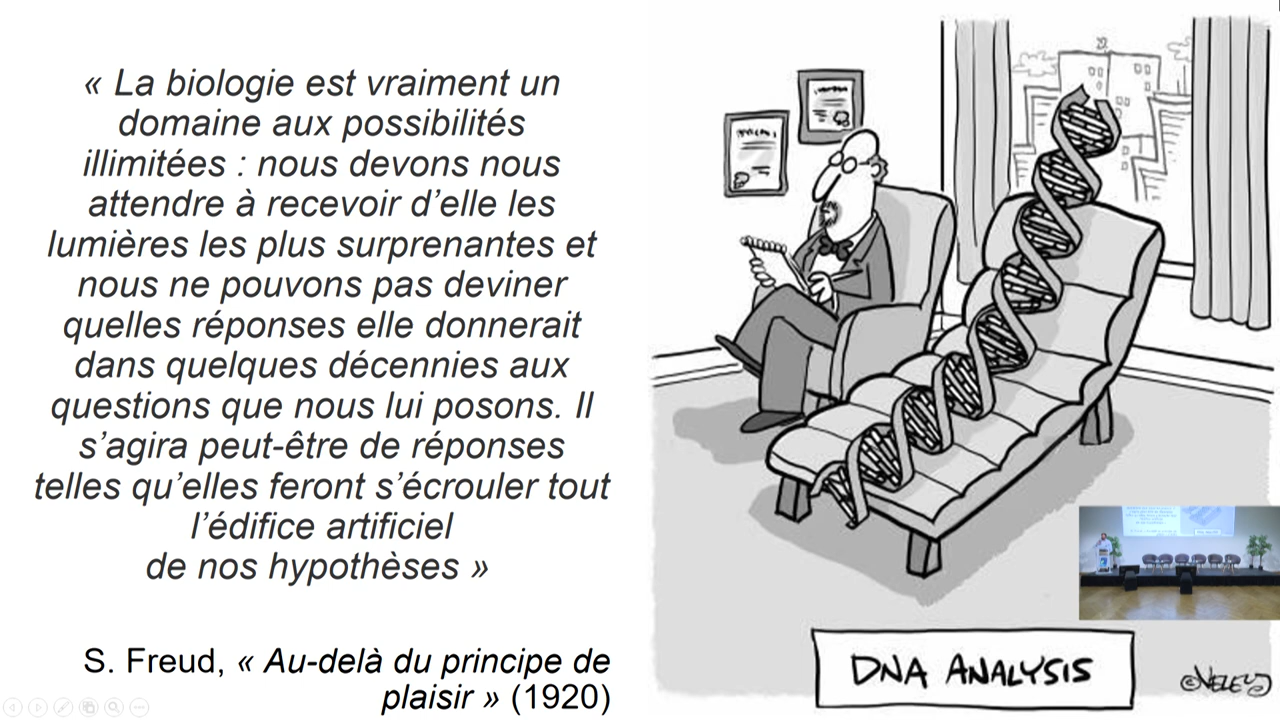 « La biologie est vraiment un
domaine aux possibilités
illimitées : nous devons nous
attendre à recevoir d’elle les
lumières les plus surprenantes et
nous ne pouvons pas deviner
quelles réponses elle donnerait
dans quelques décennies aux
questions que nous lui posons. Il
s’agira peut-être de réponses
telles qu’elles feront s’écrouler tout
l’édifice artificiel
de nos hypothèses »
S. Freud, « Au-delà du principe de
plaisir » (1920)
DNA ANALYSIS